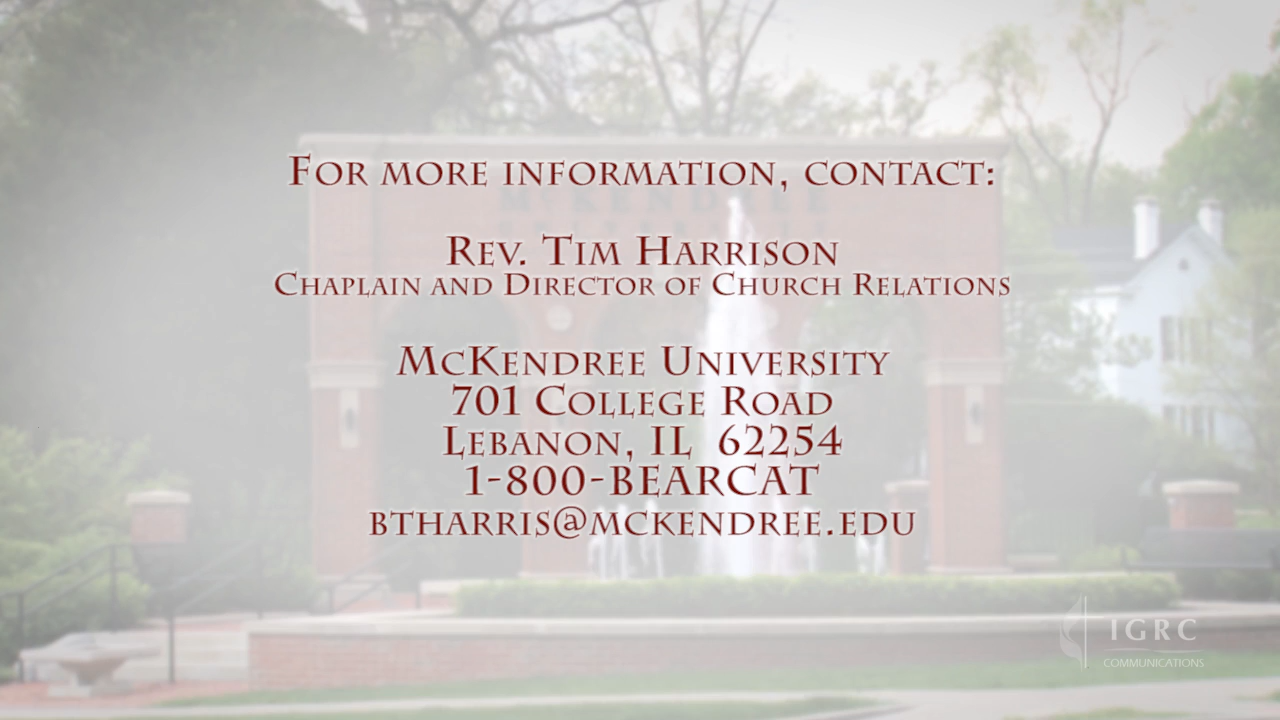 For more information, contact:
Rev. Tim Harrison
Chaplain and Director of Church Relations
McKendree University
701 College Road
Lebanon, IL 62254
1-800-BEARCAT
btharris@mckendree.edu
McKENDREE
IGRC
COMMUNICATIONS